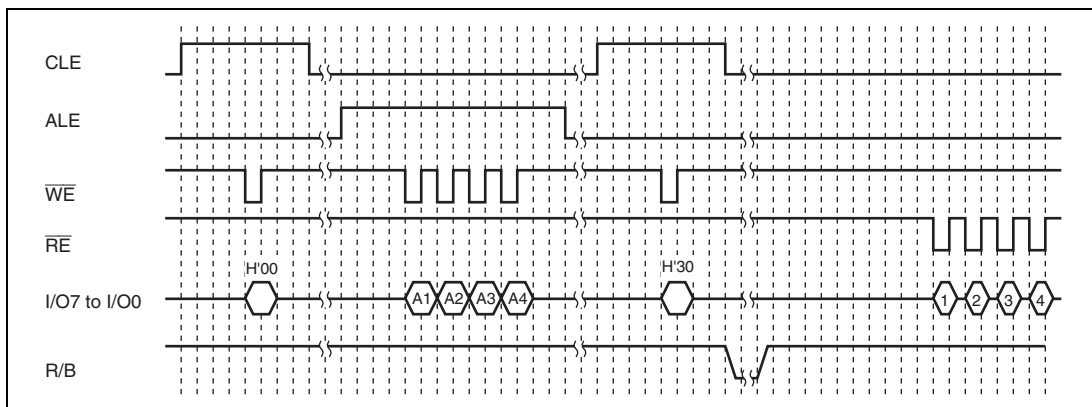 CLE
ALE
WE
RE
H'00
H'30
I/O7 to I/O0
A1 A2 A3 A4
1 2 3 4
R/B